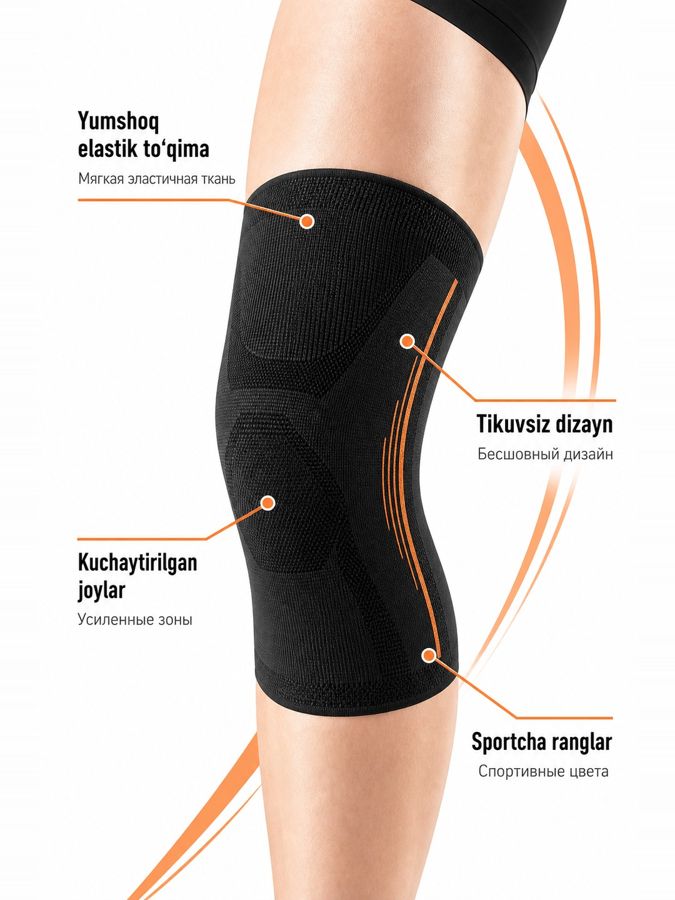 Yumshoq
elastik to‘qima
Мягкая эластичная ткань
Tikuvsiz dizayn
Бесшовный дизайн
Kuchaytirilgan
joylar
Усиленные зоны
Sportcha ranglar
Спортивные цвета